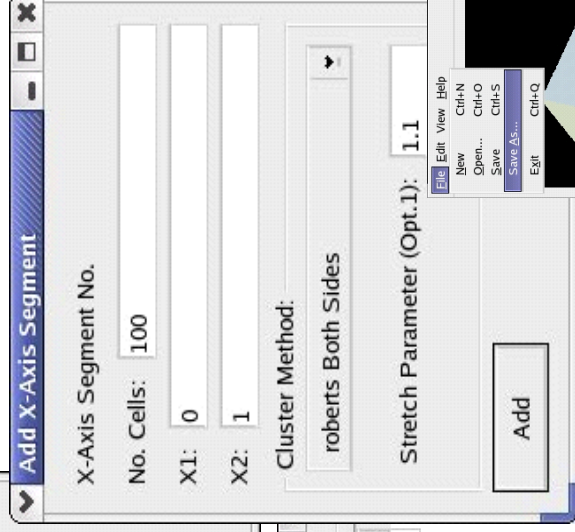 Add X-Axis Segment
X-Axis Segment No.
No. Cells: 100
X1: 0
X2: 1
Cluster Method:
roberts Both Sides
Stretch Parameter (Opt.1): 1.1
Add
File Edit View Help
New Ctrl+N
Open... Ctrl+O
Save Ctrl+S
Save As...
Exit Ctrl+Q